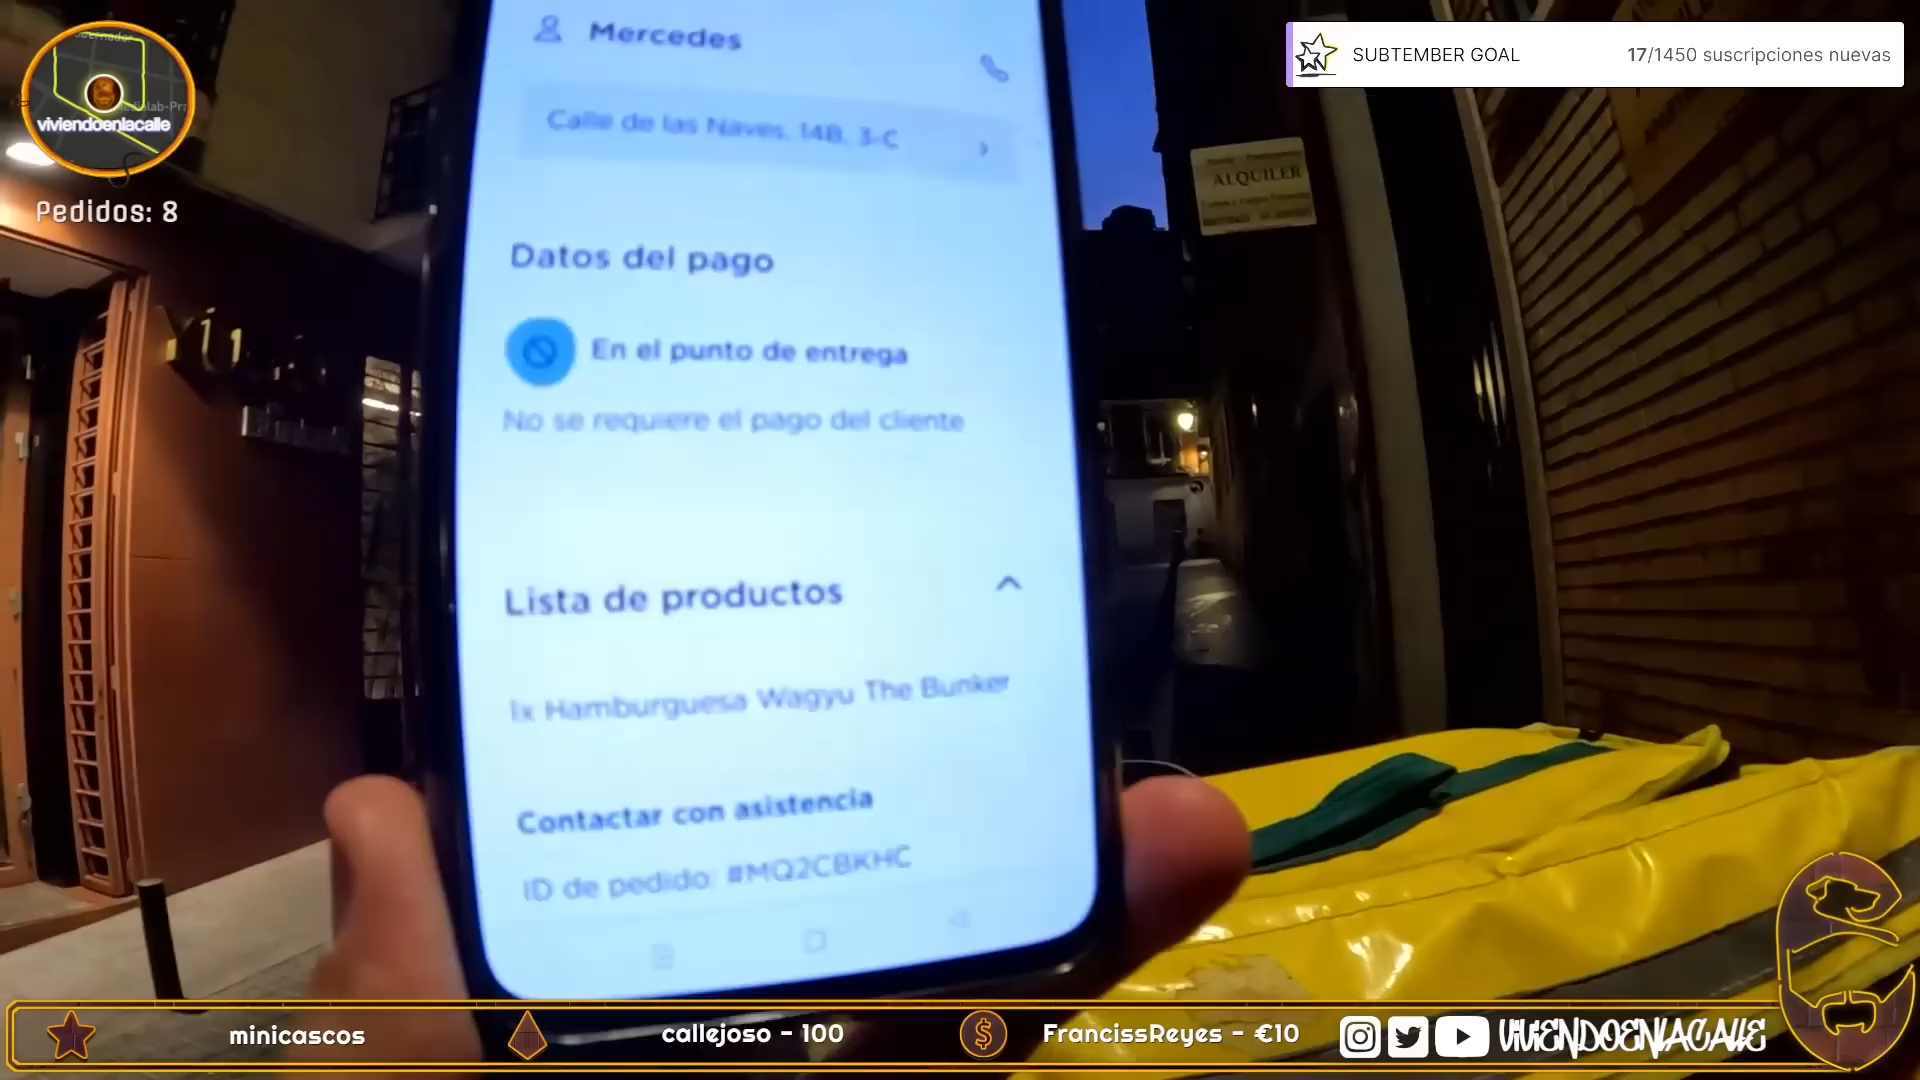 Medialab-Pra
viviendoenlacalle
Pedidos: 8
SUBTEMBER GOAL
17/1450 suscripciones nuevas
Mercedes
Calle de las Naves, 14B, 3-C
Datos del pago
En el punto de entrega
No se requiere el pago del cliente
Lista de productos
1x Hamburguesa Wagyu The Bunker
Contactar con asistencia
ID de pedido: #MQ2CBKHC
ALQUILER
minicascos
callejoso - 100
FrancissReyes - €10
VIVIENDOENLACALLE